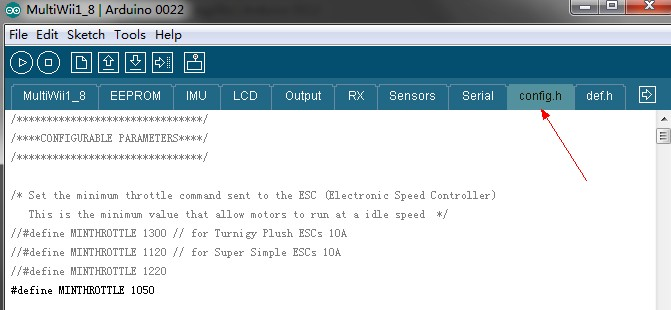 MultiWii1_8 | Arduino 0022
File Edit Sketch Tools Help
MultiWii1_8 EEPROM IMU LCD Output RX Sensors Serial config.h def.h
/*******************************/
/****CONFIGURABLE PARAMETERS****/
/*******************************/
/* Set the minimum throttle command sent to the ESC (Electronic Speed Controller)
This is the minimum value that allow motors to run at a idle speed */
//#define MINTHROTTLE 1300 // for Turnigy Plush ESCs 10A
//#define MINTHROTTLE 1120 // for Super Simple ESCs 10A
//#define MINTHROTTLE 1220
#define MINTHROTTLE 1050